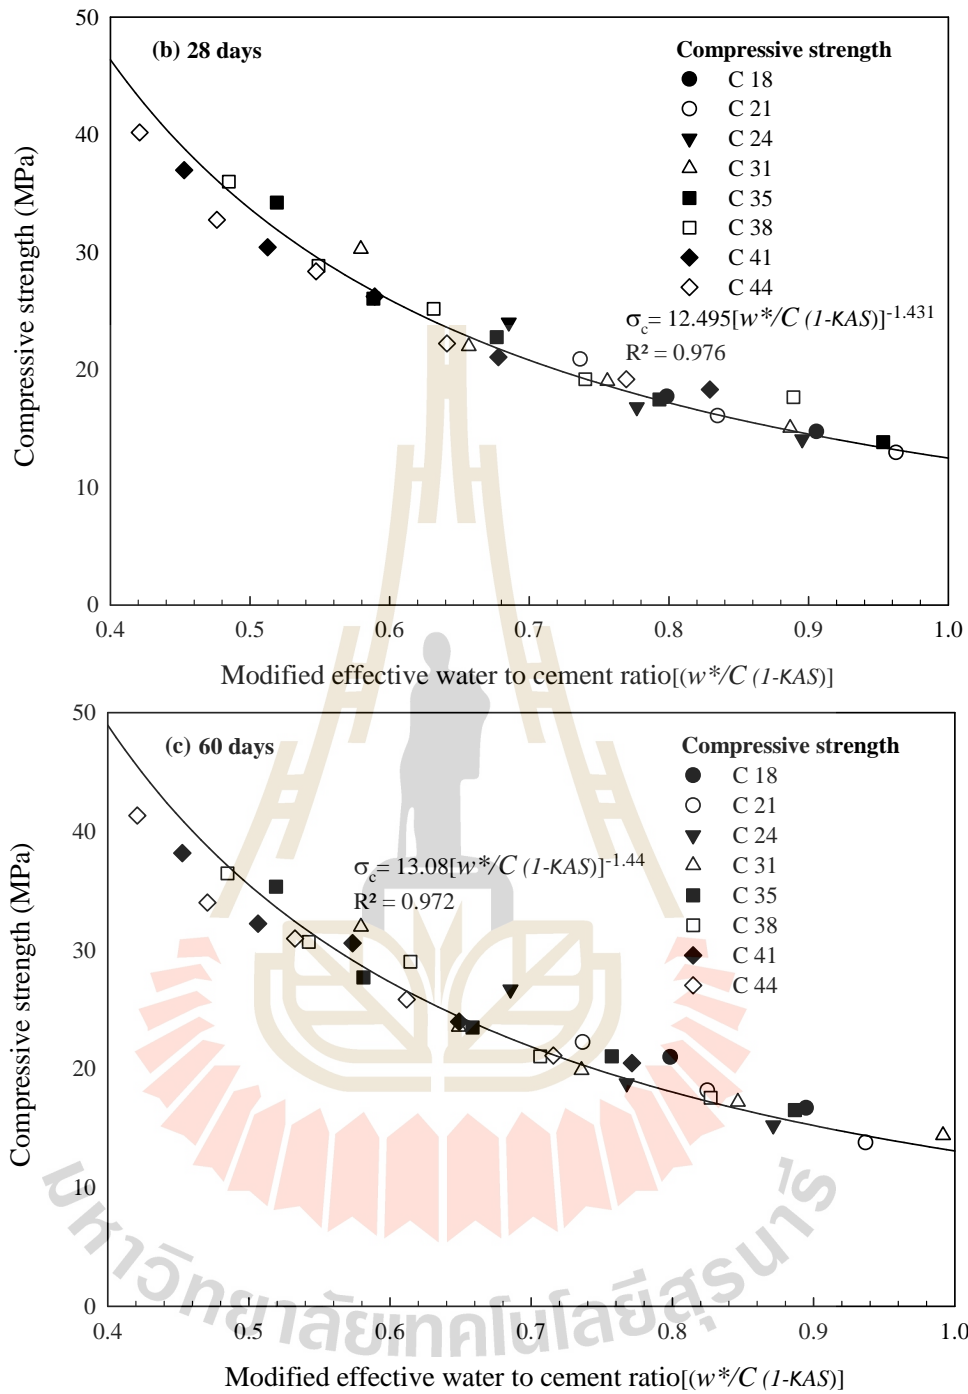 50
(b) 28 days
Compressive strength
C 18
C 21
C 24
C 31
C 35
C 38
C 41
C 44
40
30
20
10
0
Compressive strength (MPa)
σc= 12.495[w*/C (1-KAS)]-1.431
R² = 0.976
0.4 0.5 0.6 0.7 0.8 0.9 1.0
Modified effective water to cement ratio[(w*/C (1-KAS)]
50
(c) 60 days
Compressive strength
C 18
C 21
C 24
C 31
C 35
C 38
C 41
C 44
40
30
20
10
0
Compressive strength (MPa)
σc= 13.08[w*/C (1-KAS)]-1.44
R² = 0.972
มหาวิทยาลัยเทคโนโลยีสุรนารี
0.4 0.5 0.6 0.7 0.8 0.9 1.0
Modified effective water to cement ratio[(w*/C (1-KAS)]